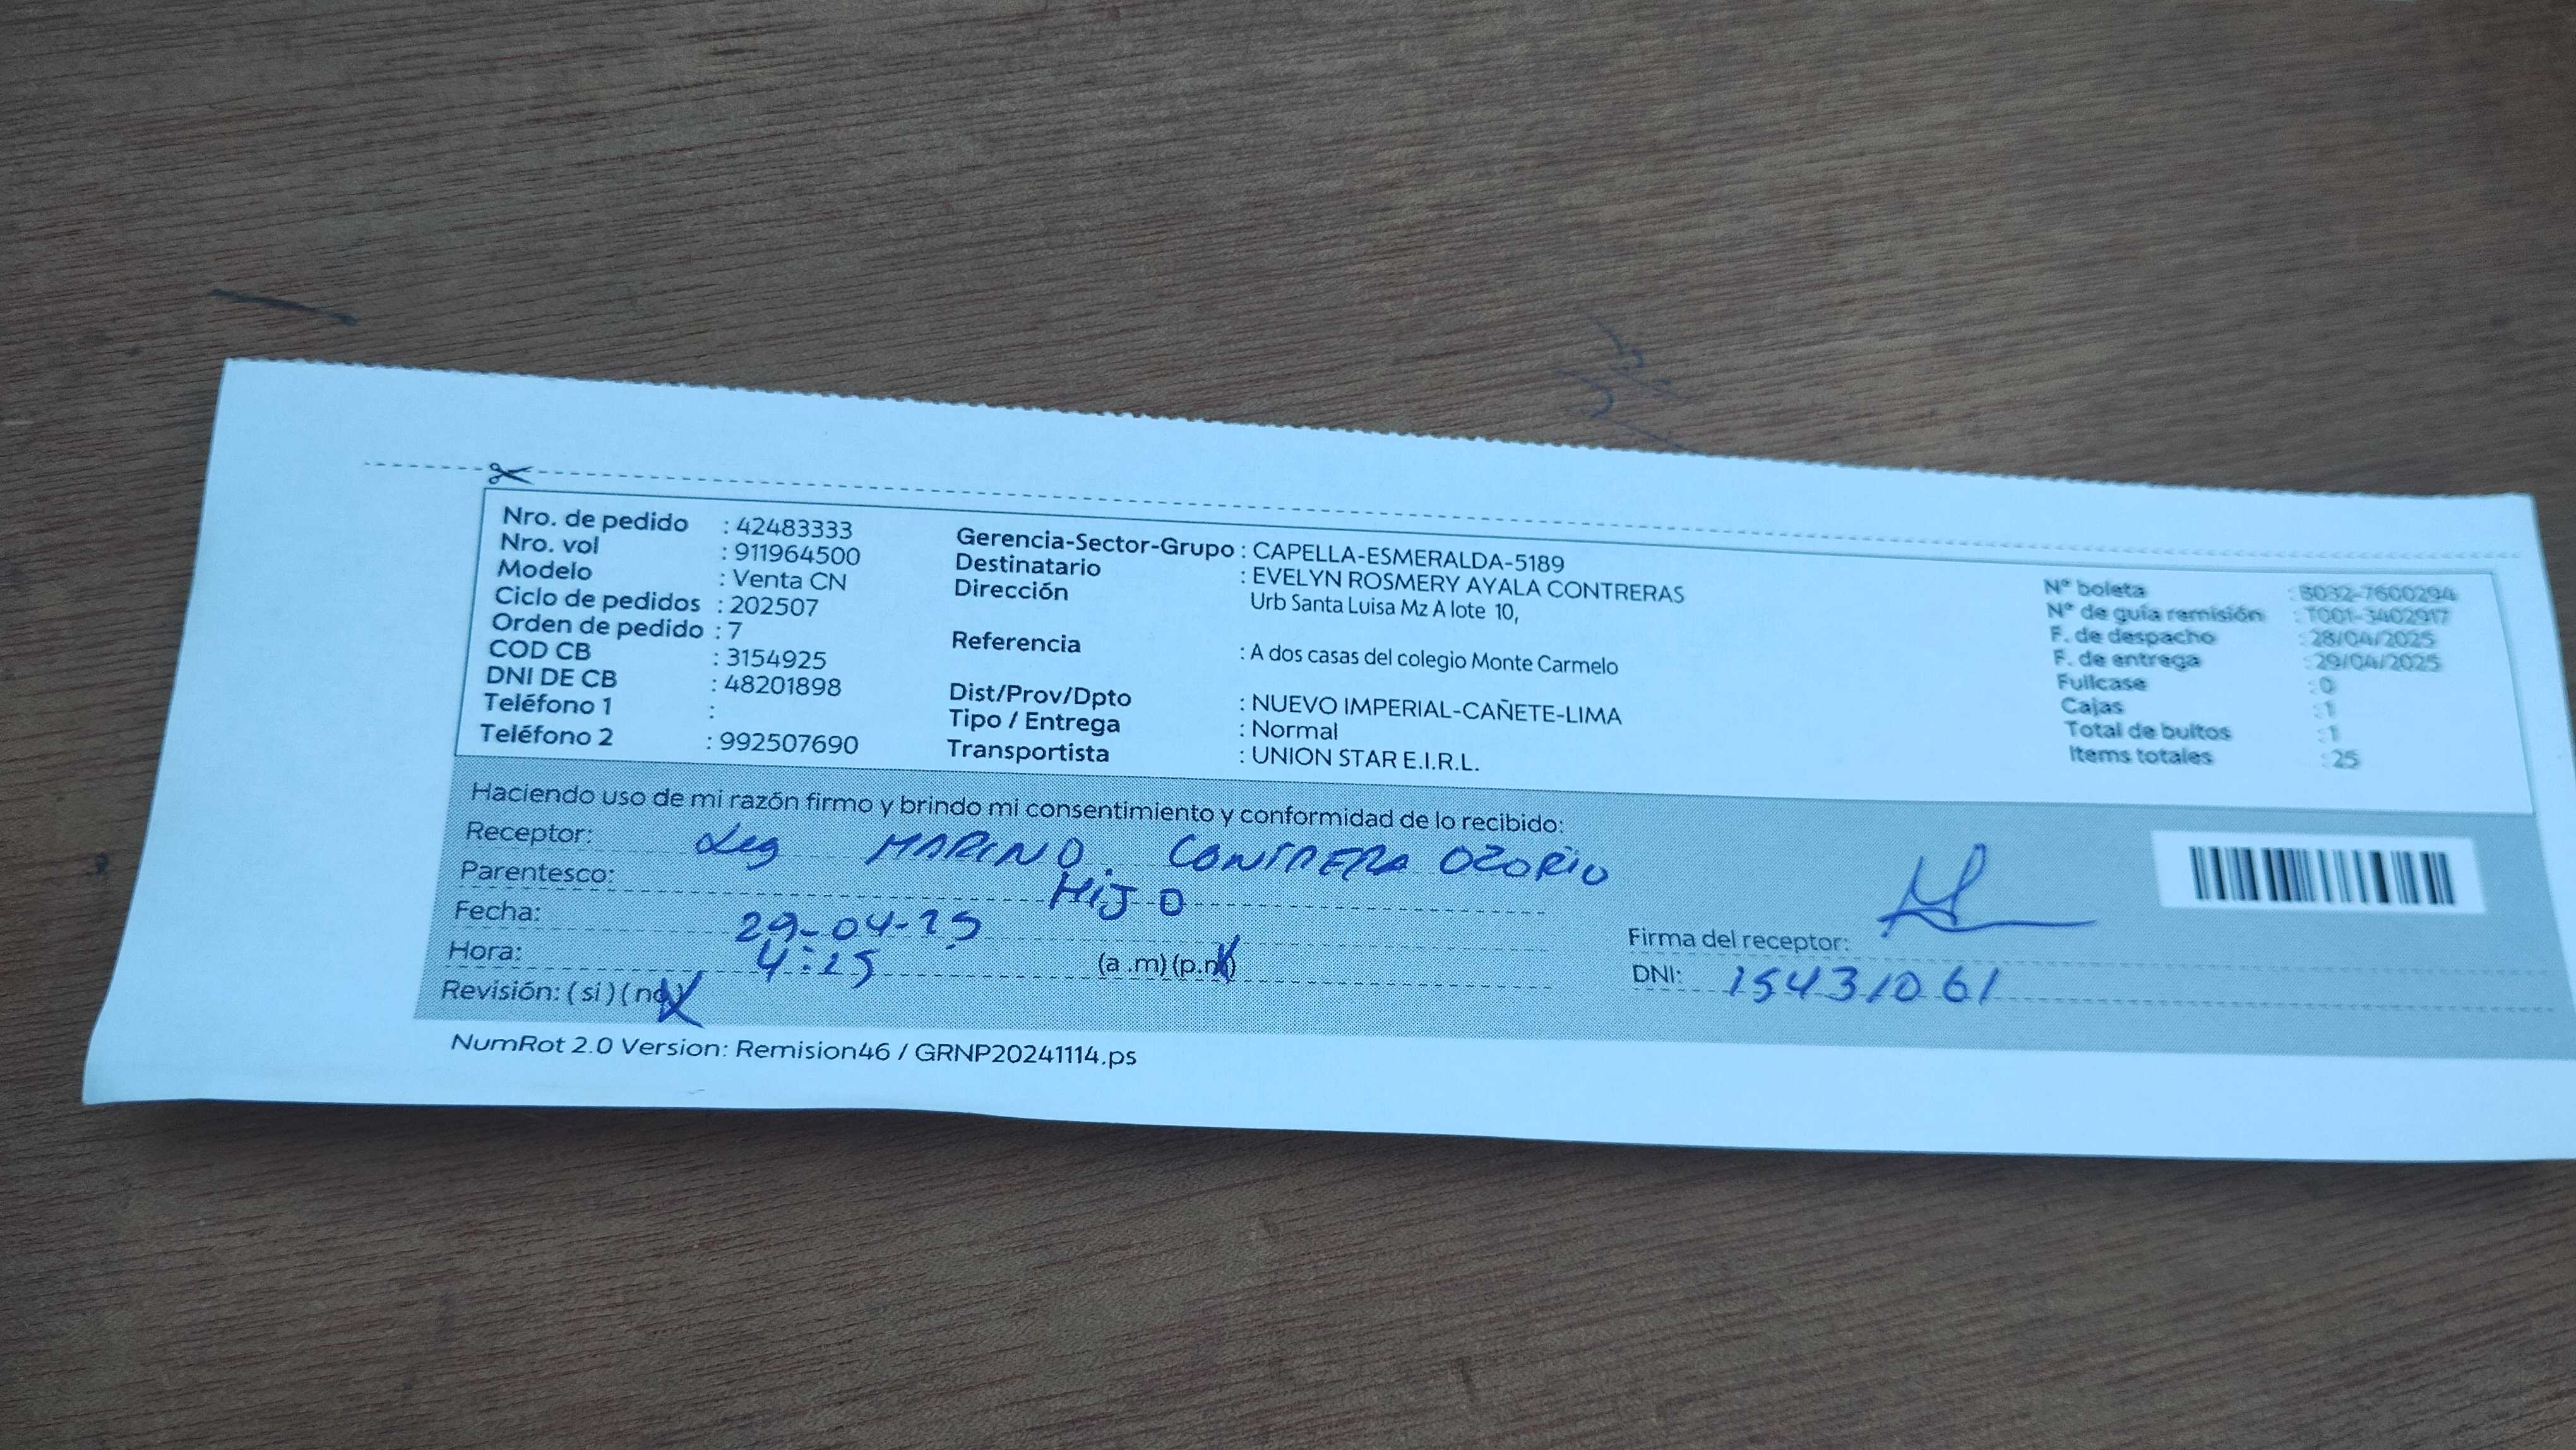 Nro. de pedido : 42483333
Nro. vol : 911964500
Modelo : Venta CN
Ciclo de pedidos : 202507
Orden de pedido : 7
COD CB : 3154925
DNI DE CB : 48201898
Teléfono 1 :
Teléfono 2 : 992507690
Gerencia-Sector-Grupo : CAPELLA-ESMERALDA-5189
Destinatario : EVELYN ROSMERY AYALA CONTRERAS
Dirección Urb Santa Luisa Mz A lote 10,
Referencia : A dos casas del colegio Monte Carmelo
Dist/Prov/Dpto : NUEVO IMPERIAL-CAÑETE-LIMA
Tipo / Entrega : Normal
Transportista : UNION STAR E.I.R.L.
N° boleta : B032-7600294
N° de guía remisión : T001-3402917
F. de despacho : 28/04/2025
F. de entrega : 29/04/2025
Fullcase : 0
Cajas : 1
Total de bultos : 1
Items totales : 25
Haciendo uso de mi razón firmo y brindo mi consentimiento y conformidad de lo recibido:
Receptor: MARINO CONTRERA OZORIO
Parentesco: HIJO
Fecha: 29-04-25
Hora: 4:25 (a .m) (p.m)
Revisión: ( si ) ( no )
Firma del receptor:
DNI: 15431061
NumRot 2.0 Version: Remision46 / GRNP20241114.ps